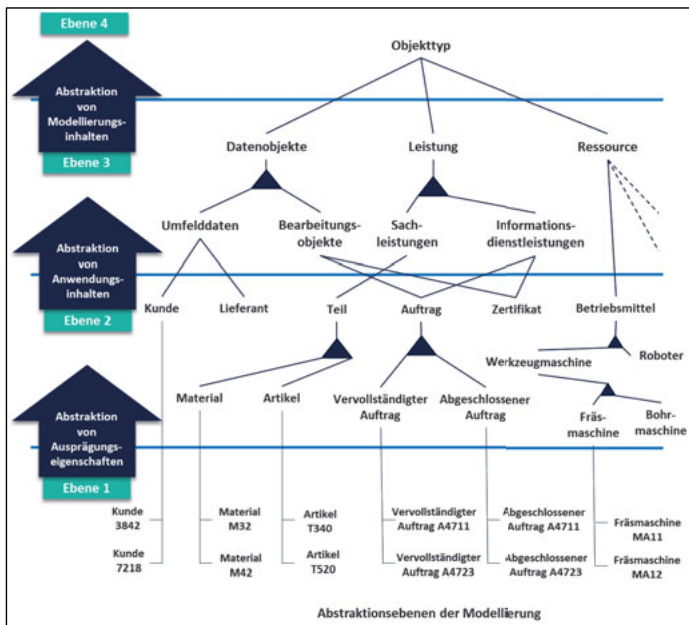 Ebene 4
Objekttyp
Abstraktion
von
Modellierungs-
inhalten
Ebene 3
Datenobjekte
Leistung
Ressource
Umfelddaten
Bearbeitungs-
objekte
Sach-
leistungen
Informations-
dienstleistungen
Abstraktion
von
Anwendungs-
inhalten
Ebene 2
Kunde
Lieferant
Teil
Auftrag
Zertifikat
Betriebsmittel
Werkzeugmaschine
Roboter
Material
Artikel
Vervollständigter
Auftrag
Abgeschlossener
Auftrag
Fräs-
maschine
Bohr-
maschine
Abstraktion
von
Ausprägungs-
eigenschaften
Ebene 1
Kunde
3842
Material
M32
Artikel
T340
Vervollständigter
Auftrag A4711
Abgeschlossener
Auftrag A4711
Fräsmaschine
MA11
Kunde
7218
Material
M42
Artikel
T520
Vervollständigter
Auftrag A4723
Abgeschlossener
Auftrag A4723
Fräsmaschine
MA12
Abstraktionsebenen der Modellierung